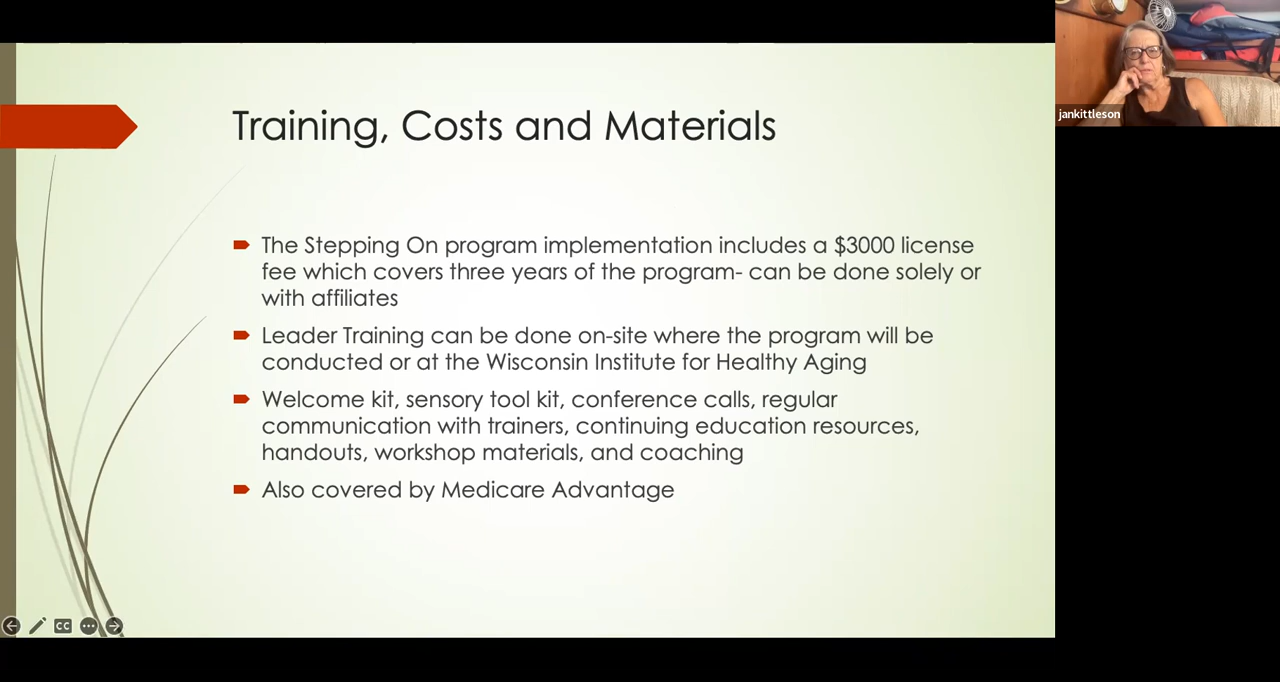 Training, Costs and Materials
The Stepping On program implementation includes a $3000 license
fee which covers three years of the program- can be done solely or
with affiliates
Leader Training can be done on-site where the program will be
conducted or at the Wisconsin Institute for Healthy Aging
Welcome kit, sensory tool kit, conference calls, regular
communication with trainers, continuing education resources,
handouts, workshop materials, and coaching
Also covered by Medicare Advantage
jankittleson
CC